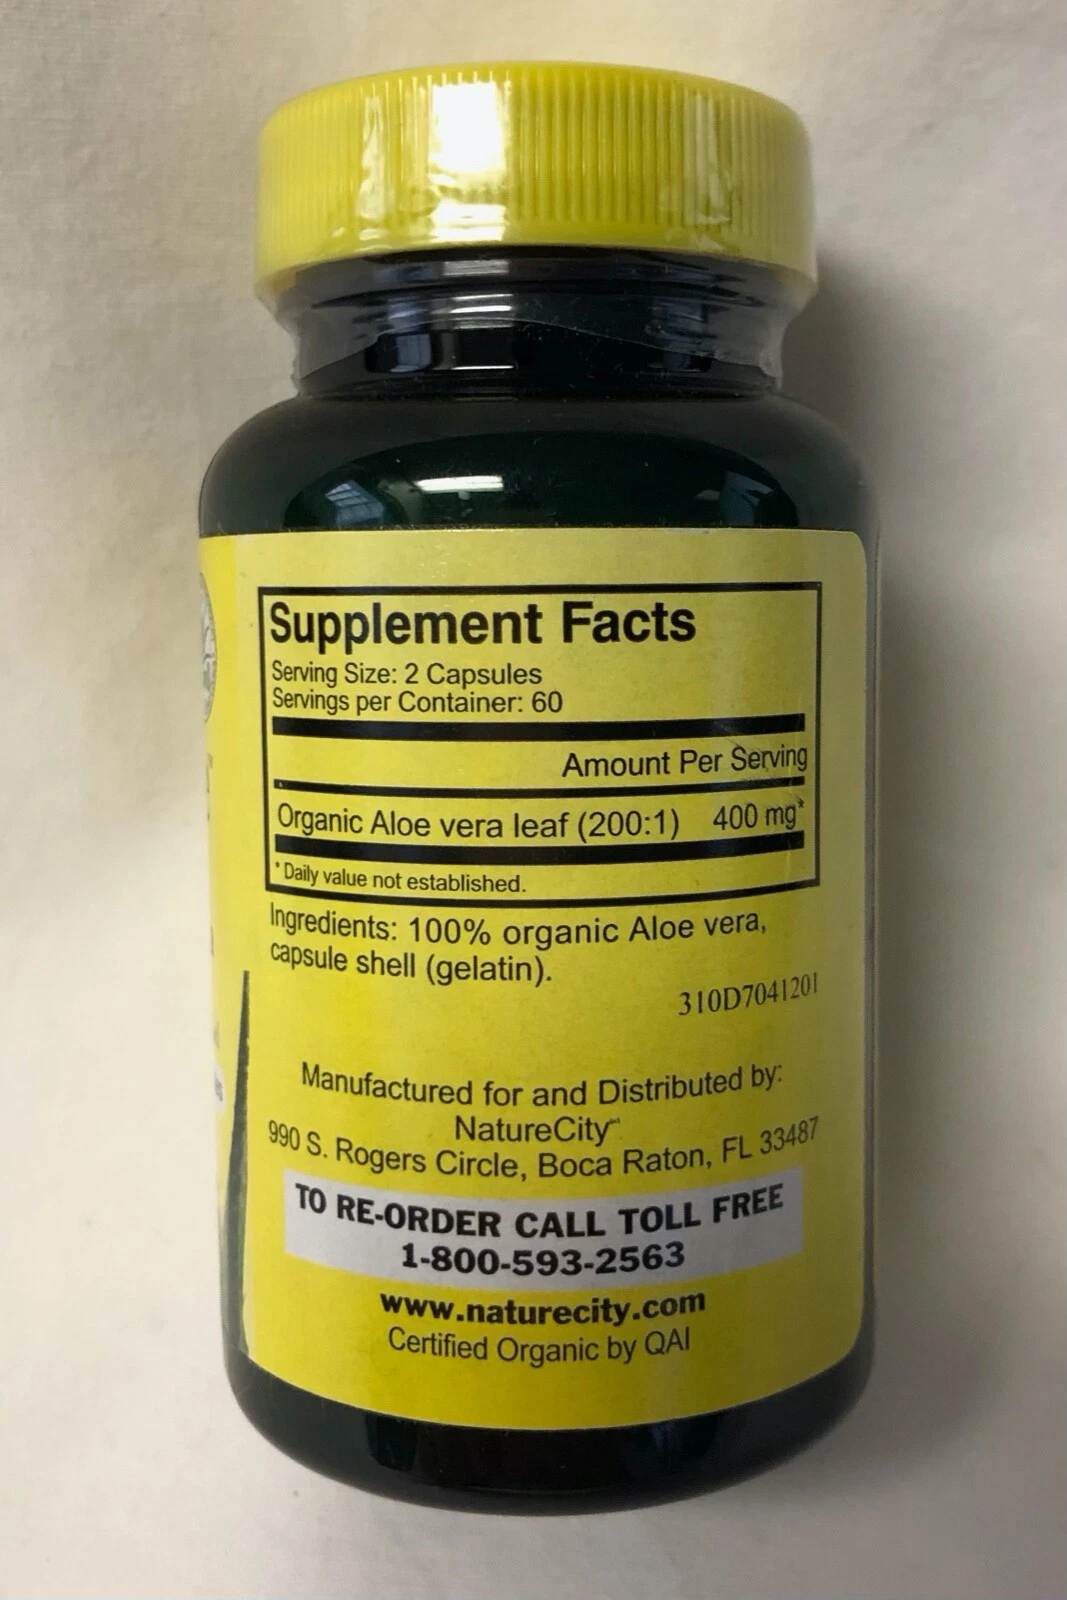 Supplement Facts
Serving Size: 2 Capsules
Servings per Container: 60
Amount Per Serving
Organic Aloe vera leaf (200:1) 400 mg*
* Daily value not established.
Ingredients: 100% organic Aloe vera,
capsule shell (gelatin).
310D7041201
Manufactured for and Distributed by:
NatureCity
990 S. Rogers Circle, Boca Raton, FL 33487
TO RE-ORDER CALL TOLL FREE
1-800-593-2563
www.naturecity.com
Certified Organic by QAI